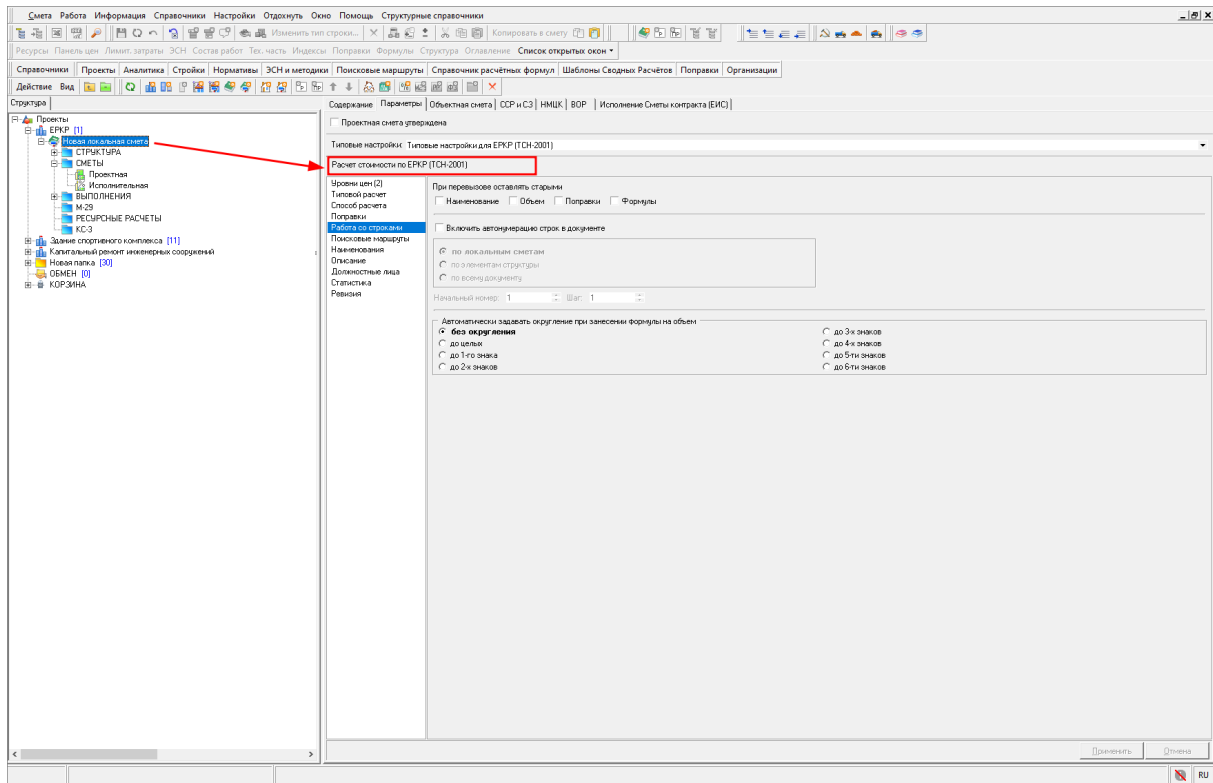 Смета Работа Информация Справочники Настройки Отдохнуть Окно Помощь Структурные справочники
Изменить тип строки... Копировать в смету
Ресурсы Панель цен Лимит. затраты ЭСН Состав работ Тех. часть Индексы Поправки Формулы Структура Оглавление Список открытых окон
Справочники Проекты Аналитика Стройки Нормативы ЭСН и методики Поисковые маршруты Справочник расчётных формул Шаблоны Сводных Расчётов Поправки Организации
Действие Вид
Структура
Проекты
ЕРКР [1]
Новая локальная смета
СТРУКТУРА
СМЕТЫ
Проектная
Исполнительная
ВЫПОЛНЕНИЯ
М-29
РЕСУРСНЫЕ РАСЧЕТЫ
КС-3
Здание спортивного комплекса [11]
Капитальный ремонт инженерных сооружений
Новая папка [30]
ОБМЕН [0]
КОРЗИНА
Содержание Параметры Объектная смета ССР и СЗ НМЦК ВОР Исполнение Сметы контракта (ЕИС)
Проектная смета утверждена
Типовые настройки: Типовые настройки для ЕРКР (ТСН-2001)
Расчет стоимости по ЕРКР (ТСН-2001)
Уровни цен (2)
Типовой расчет
Способ расчета
Поправки
Работа со строками
Поисковые маршруты
Наименования
Описание
Должностные лица
Статистика
Ревизия
При перевызове оставлять старыми
Наименование Объем Поправки Формулы
Включить автонумерацию строк в документе
по локальным сметам
по элементам структуры
по всему документу
Начальный номер: 1 Шаг: 1
Автоматически задавать округление при занесении формулы на объем
без округления до 3-х знаков
до целых до 4-х знаков
до 1-го знака до 5-ти знаков
до 2-х знаков до 6-ти знаков
Применить Отмена
RU